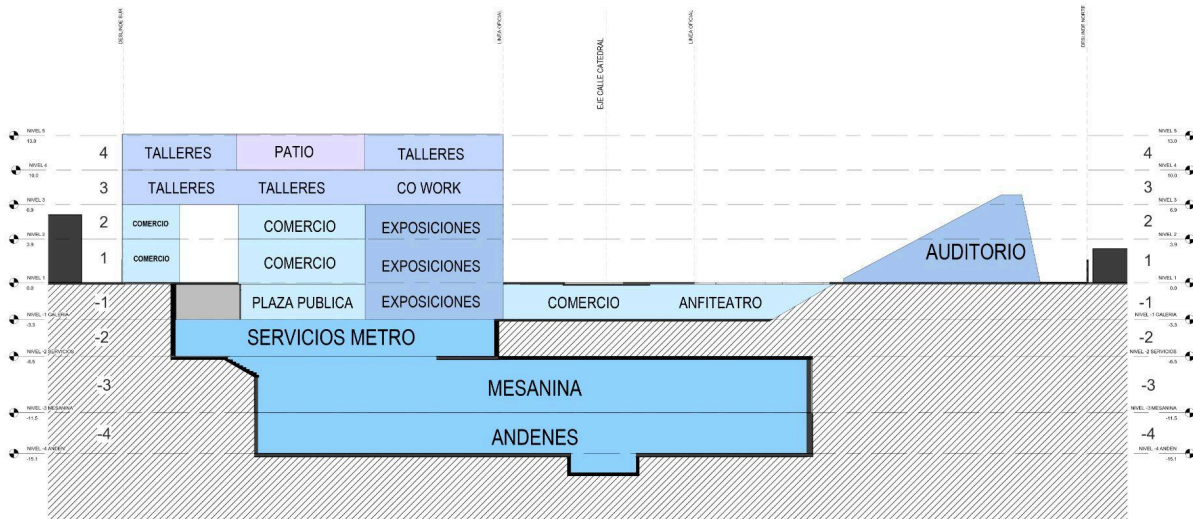 DESLINDE SUR
LINEA OFICIAL
EJE CALLE CATEDRAL
LINEA OFICIAL
DESLINDE NORTE
NIVEL 5
13.0
NIVEL 5
13.0
4
TALLERES
PATIO
TALLERES
4
NIVEL 4
10.0
NIVEL 4
10.0
3
TALLERES
TALLERES
CO WORK
3
NIVEL 3
6.9
NIVEL 3
6.9
2
COMERCIO
COMERCIO
EXPOSICIONES
2
NIVEL 2
3.9
NIVEL 2
3.9
1
COMERCIO
COMERCIO
EXPOSICIONES
AUDITORIO
1
NIVEL 1
0.0
NIVEL 1
0.0
-1
PLAZA PUBLICA
EXPOSICIONES
COMERCIO
ANFITEATRO
-1
NIVEL -1 CALERIA
-3.3
NIVEL -1 CALERIA
-3.3
-2
SERVICIOS METRO
-2
NIVEL -2 SERVICIOS
-6.5
NIVEL -2 SERVICIOS
-6.5
-3
MESANINA
-3
NIVEL -3 MESANINA
-11.5
NIVEL -3 MESANINA
-11.5
-4
ANDENES
-4
NIVEL -4 ANDEN
-15.1
NIVEL -4 ANDEN
-15.1